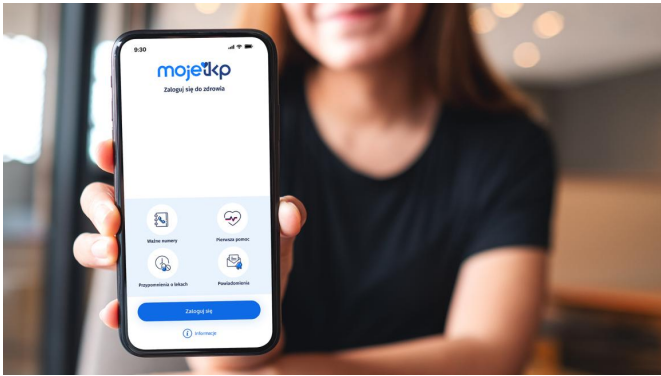 9:30
mojeikp
Zaloguj się do zdrowia
Ważne numery
Pierwsza pomoc
Przypomnienia o lekach
Powiadomienia
Zaloguj się
Informacje